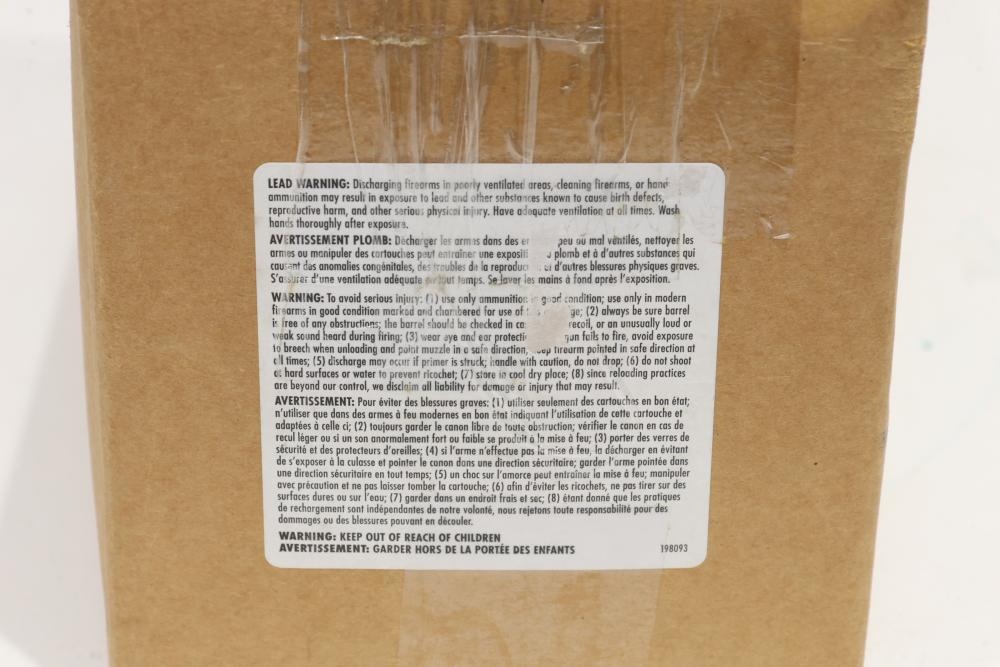 LEAD WARNING: Discharging firearms in poorly ventilated areas, cleaning firearms, or hand
ammunition may result in exposure to lead and other substances known to cause birth defects,
reproductive harm, and other serious physical injury. Have adequate ventilation at all times. Wash
hands thoroughly after exposure.
AVERTISSEMENT PLOMB: Décharger les armes dans des peu ou mal ventilés, nettoyer les
armes ou manipuler des cartouches peut entraîner une plomb et à d'autres substances qui
causent des anomalies congénitales, des troubles de la et d'autres blessures physiques graves.
S'assurer d'une ventilation adéquate en tout temps. Se laver les mains à fond après l'exposition.
WARNING: To avoid serious injury: (1) use only ammunition good condition; use only in modern
firearms in good condition marked and chambered for use of (2) always be sure barrel
is free of any obstructions; the barrel should be checked in recoil, or an unusually loud or
weak sound heard during firing; (3) wear eye and ear gun fails to fire, avoid exposure
to breech when unloading and point muzzle in a safe direction, keep firearm pointed in safe direction at
all times; (5) discharge may occur if primer is struck; handle with caution, do not drop; (6) do not shoot
at hard surfaces or water to prevent ricochet; (7) store in cool dry place; (8) since reloading practices
are beyond our control, we disclaim all liability for damage or injury that may result.
AVERTISSEMENT: Pour éviter des blessures graves: (1) utiliser seulement des cartouches en bon état;
n'utiliser que dans des armes à feu modernes en bon état indiquant l'utilisation de cette cartouche et
adaptées à celle ci; (2) toujours garder le canon libre de toute obstruction; vérifier le canon en cas de
recul léger ou si un son anormalement fort ou faible se produit à la mise à feu; (3) porter des verres de
sécurité et des protecteurs d'oreilles; (4) si l'arme n'effectue pas la mise à feu, la décharger en évitant
de s'exposer à la culasse et pointer le canon dans une direction sécuritaire; garder l'arme pointée dans
une direction sécuritaire en tout temps; (5) un choc sur l'amorce peut entraîner la mise à feu; manipuler
avec précaution et ne pas laisser tomber la cartouche; (6) afin d'éviter les ricochets, ne pas tirer sur des
surfaces dures ou sur l'eau; (7) garder dans un endroit frais et sec; (8) étant donné que les pratiques
de rechargement sont indépendantes de notre volonté, nous rejetons toute responsabilité pour des
dommages ou des blessures pouvant en découler.
WARNING: KEEP OUT OF REACH OF CHILDREN
AVERTISSEMENT: GARDER HORS DE LA PORTÉE DES ENFANTS 198093